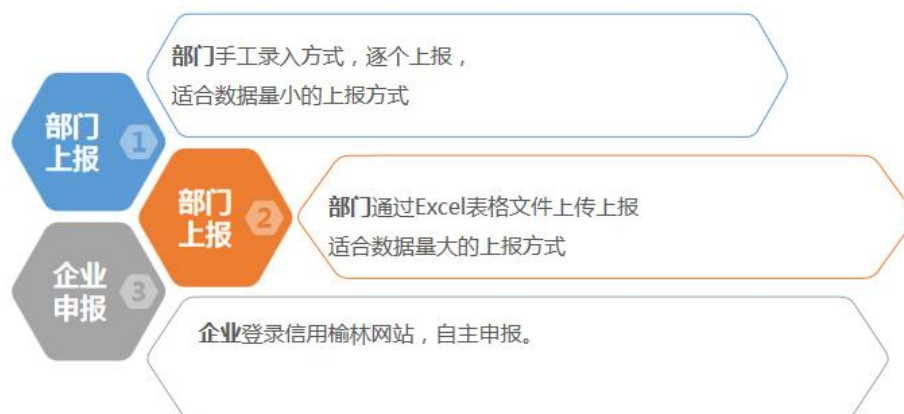 部门手工录入方式，逐个上报，
适合数据量小的上报方式
部门
上报
1
部门
上报
2
部门通过Excel表格文件上传上报
适合数据量大的上报方式
企业
申报
3
企业登录信用榆林网站，自主申报。